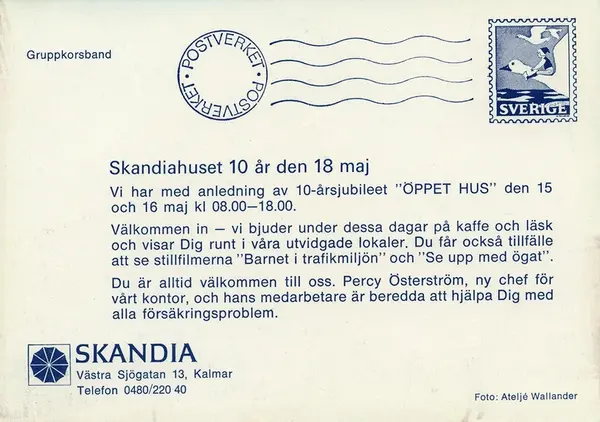 Gruppkorsband
POSTVERKET · POSTVERKET ·
SVERIGE
Skandiahuset 10 år den 18 maj
Vi har med anledning av 10-årsjubileet "ÖPPET HUS" den 15
och 16 maj kl 08.00—18.00.
Välkommen in – vi bjuder under dessa dagar på kaffe och läsk
och visar Dig runt i våra utvidgade lokaler. Du får också tillfälle
att se stillfilmerna "Barnet i trafikmiljön" och "Se upp med ögat".
Du är alltid välkommen till oss. Percy Österström, ny chef för
vårt kontor, och hans medarbetare är beredda att hjälpa Dig med
alla försäkringsproblem.
SKANDIA
Västra Sjögatan 13, Kalmar
Telefon 0480/220 40
Foto: Ateljé Wallander